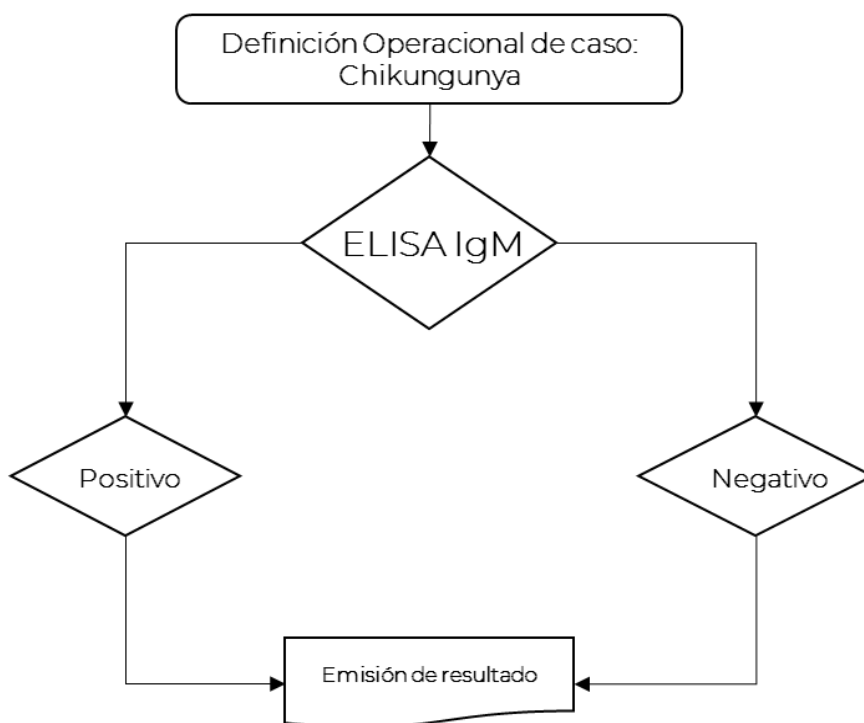 Definición Operacional de caso:
Chikungunya
ELISA IgM
Positivo
Negativo
Emisión de resultado